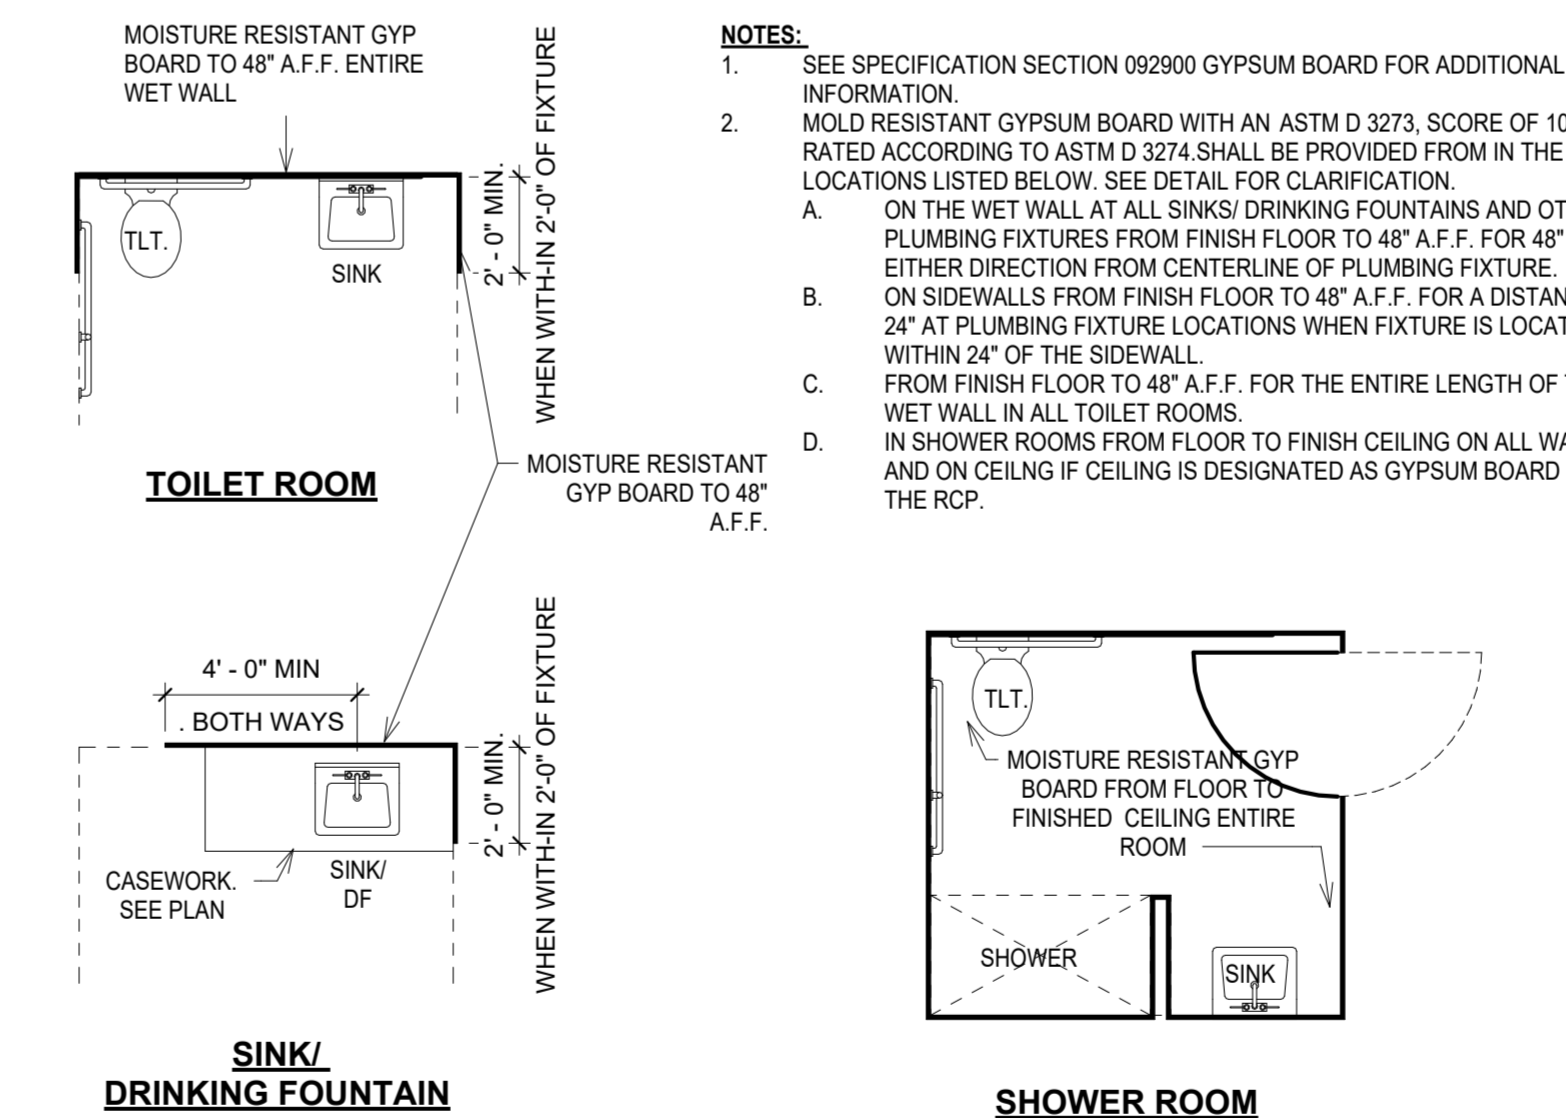 MOISTURE RESISTANT GYP
BOARD TO 48" A.F.F. ENTIRE
WET WALL
TLT.
SINK
2' - 0" MIN.
WHEN WITH-IN 2'-0" OF FIXTURE
TOILET ROOM
MOISTURE RESISTANT
GYP BOARD TO 48"
A.F.F.
4' - 0" MIN
. BOTH WAYS
2' - 0" MIN.
WHEN WITH-IN 2'-0" OF FIXTURE
CASEWORK.
SEE PLAN
SINK/
DF
SINK/
DRINKING FOUNTAIN
NOTES:
1. SEE SPECIFICATION SECTION 092900 GYPSUM BOARD FOR ADDITIONAL
INFORMATION.
2. MOLD RESISTANT GYPSUM BOARD WITH AN ASTM D 3273, SCORE OF 10
RATED ACCORDING TO ASTM D 3274.SHALL BE PROVIDED FROM IN THE
LOCATIONS LISTED BELOW. SEE DETAIL FOR CLARIFICATION.
A. ON THE WET WALL AT ALL SINKS/ DRINKING FOUNTAINS AND
PLUMBING FIXTURES FROM FINISH FLOOR TO 48" A.F.F. FOR 48"
EITHER DIRECTION FROM CENTERLINE OF PLUMBING FIXTURE.
B. ON SIDEWALLS FROM FINISH FLOOR TO 48" A.F.F. FOR A
24" AT PLUMBING FIXTURE LOCATIONS WHEN FIXTURE IS
WITHIN 24" OF THE SIDEWALL.
C. FROM FINISH FLOOR TO 48" A.F.F. FOR THE ENTIRE LENGTH OF
WET WALL IN ALL TOILET ROOMS.
D. IN SHOWER ROOMS FROM FLOOR TO FINISH CEILING ON ALL
AND ON CEILNG IF CEILING IS DESIGNATED AS GYPSUM BOARD
THE RCP.
TLT.
MOISTURE RESISTANT GYP
BOARD FROM FLOOR TO
FINISHED CEILING ENTIRE
ROOM
SHOWER
SINK
SHOWER ROOM